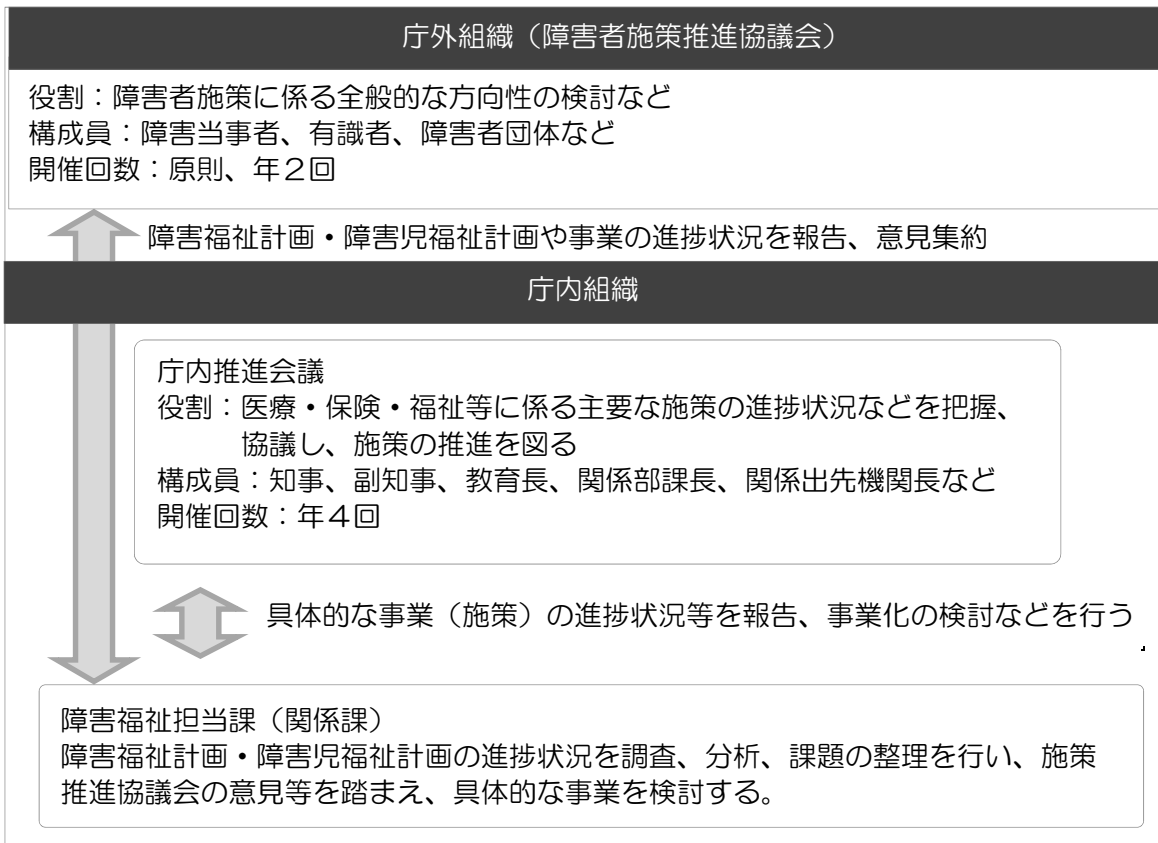 庁外組織（障害者施策推進協議会）
役割：障害者施策に係る全般的な方向性の検討など
構成員：障害当事者、有識者、障害者団体など
開催回数：原則、年２回
障害福祉計画・障害児福祉計画や事業の進捗状況を報告、意見集約
庁内組織
庁内推進会議
役割：医療・保険・福祉等に係る主要な施策の進捗状況などを把握、
協議し、施策の推進を図る
構成員：知事、副知事、教育長、関係部課長、関係出先機関長など
開催回数：年４回
具体的な事業（施策）の進捗状況等を報告、事業化の検討などを行う
障害福祉担当課（関係課）
障害福祉計画・障害児福祉計画の進捗状況を調査、分析、課題の整理を行い、施策
推進協議会の意見等を踏まえ、具体的な事業を検討する。